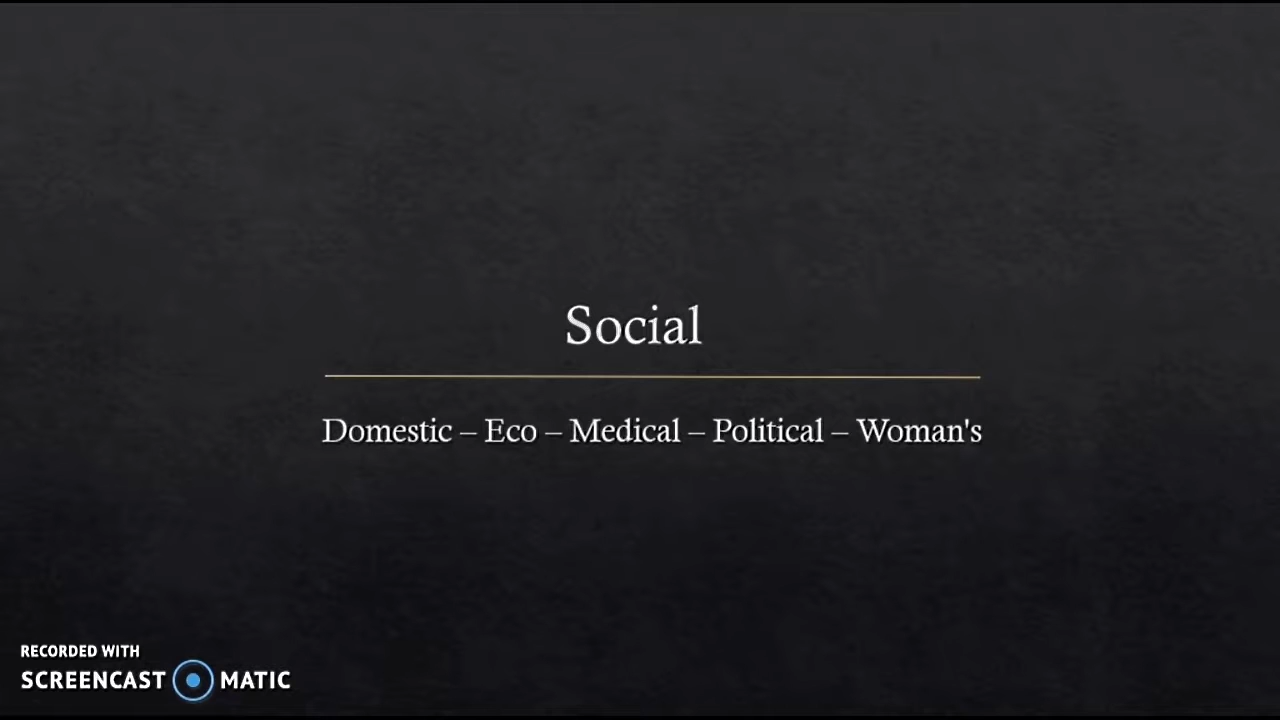 Social
Domestic – Eco – Medical – Political – Woman's
RECORDED WITH
SCREENCAST MATIC